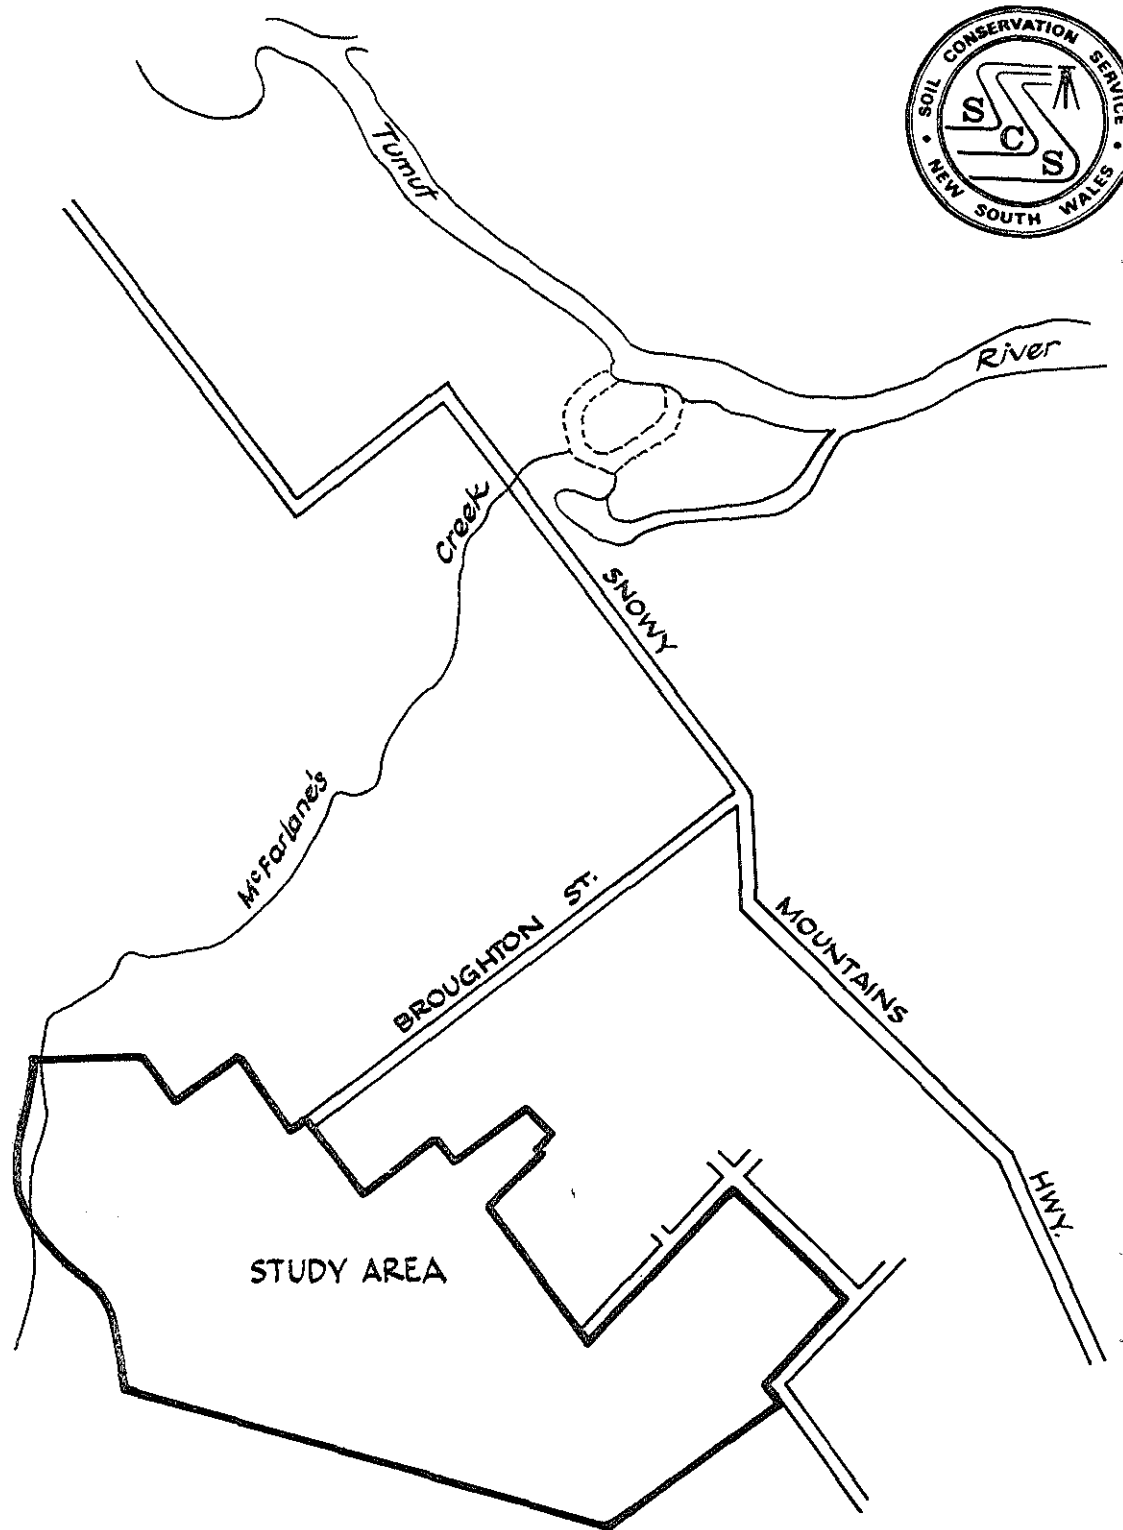 SOIL CONSERVATION SERVICE
• NEW SOUTH WALES •
S
C
S
Tumut
River
Creek
SNOWY
McFarlane's
BROUGHTON ST.
MOUNTAINS
HWY.
STUDY AREA